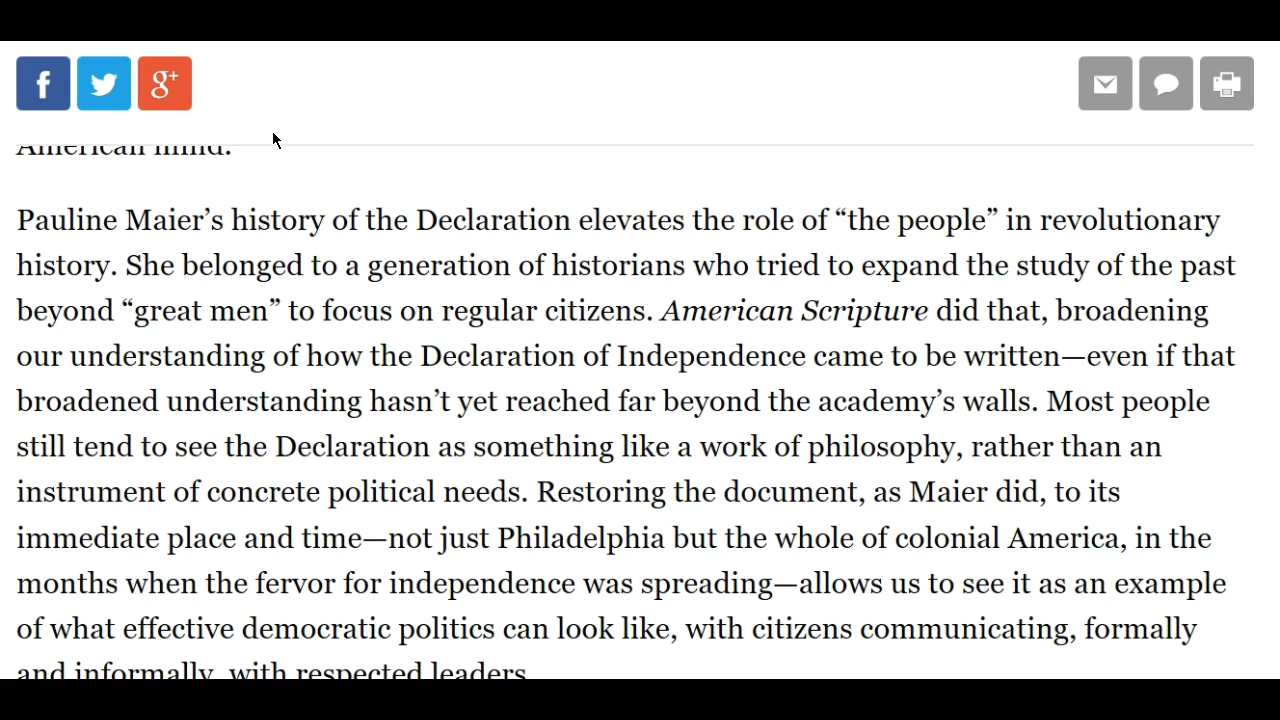 f
g+
American mind.
Pauline Maier’s history of the Declaration elevates the role of “the people” in revolutionary
history. She belonged to a generation of historians who tried to expand the study of the past
beyond “great men” to focus on regular citizens. American Scripture did that, broadening
our understanding of how the Declaration of Independence came to be written—even if that
broadened understanding hasn’t yet reached far beyond the academy’s walls. Most people
still tend to see the Declaration as something like a work of philosophy, rather than an
instrument of concrete political needs. Restoring the document, as Maier did, to its
immediate place and time—not just Philadelphia but the whole of colonial America, in the
months when the fervor for independence was spreading—allows us to see it as an example
of what effective democratic politics can look like, with citizens communicating, formally
and informally, with respected leaders.